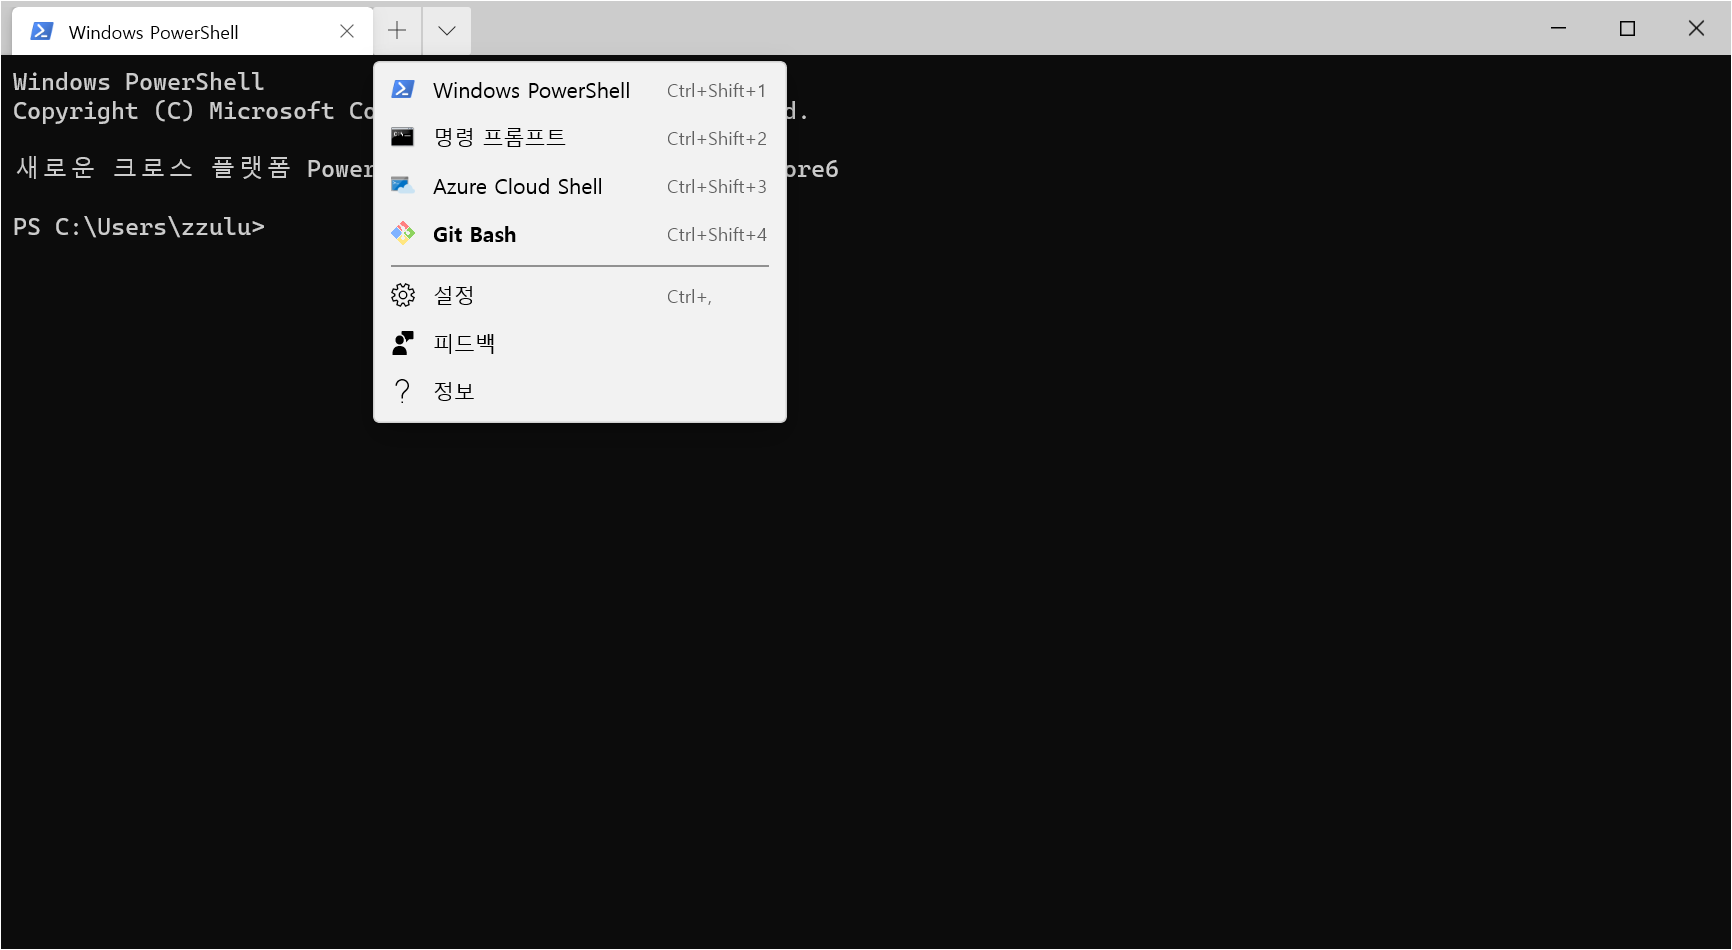 Windows PowerShell
Windows PowerShell
Copyright (C) Microsoft Co d.
새로운 크로스 플랫폼 Power ore6
PS C:\Users\zzulu>
Windows PowerShell Ctrl+Shift+1
명령 프롬프트 Ctrl+Shift+2
Azure Cloud Shell Ctrl+Shift+3
Git Bash Ctrl+Shift+4
설정 Ctrl+,
피드백
정보